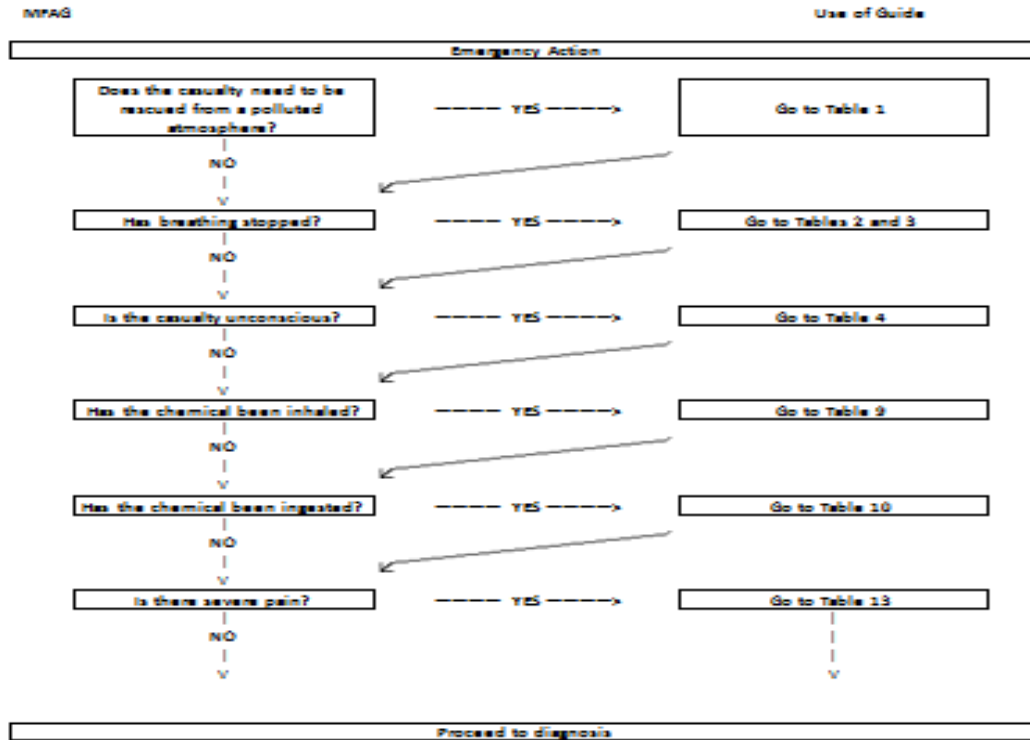 MFAG Use of Guide
Emergency Action
Does the casualty need to be
rescued from a polluted
atmosphere?
YES
Go to Table 1
NO
Has breathing stopped?
YES
Go to Tables 2 and 3
NO
Is the casualty unconscious?
YES
Go to Table 4
NO
Has the chemical been inhaled?
YES
Go to Table 9
NO
Has the chemical been ingested?
YES
Go to Table 10
NO
Is there severe pain?
YES
Go to Table 13
NO
Proceed to diagnosis